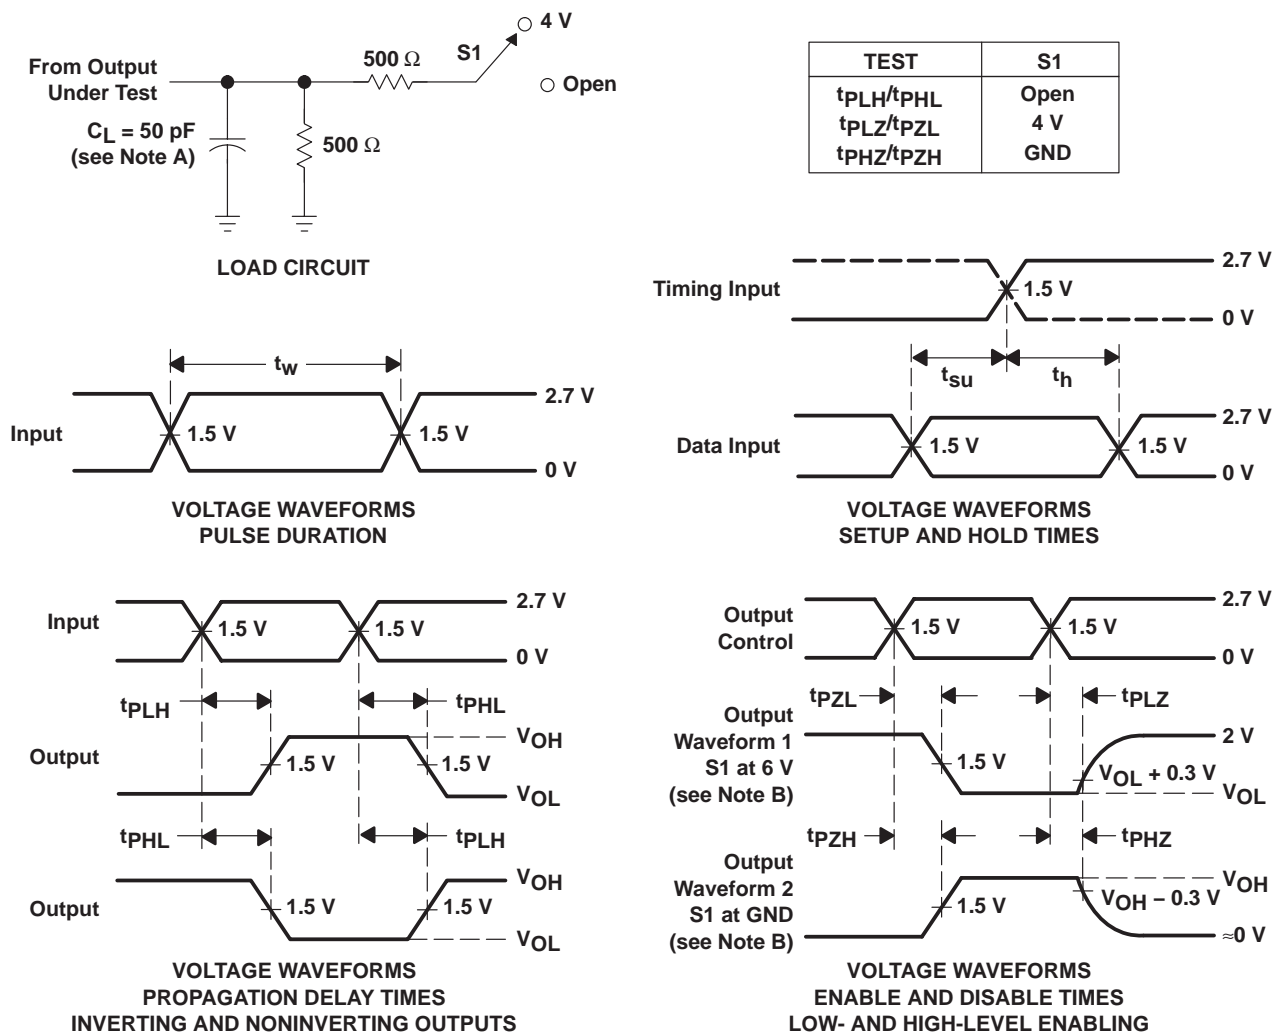 4 V
S1
500 Ω
From Output
Under Test
Open
CL = 50 pF
(see Note A)
500 Ω
LOAD CIRCUIT
TEST S1
tPLH/tPHL Open
tPLZ/tPZL 4 V
tPHZ/tPZH GND
Timing Input
2.7 V
1.5 V
0 V
tsu
th
Data Input
2.7 V
1.5 V
1.5 V
0 V
VOLTAGE WAVEFORMS
SETUP AND HOLD TIMES
tw
Input
2.7 V
1.5 V
1.5 V
0 V
VOLTAGE WAVEFORMS
PULSE DURATION
Input
2.7 V
1.5 V
1.5 V
0 V
tPLH
tPHL
Output
VOH
1.5 V
1.5 V
VOL
tPHL
tPLH
Output
VOH
1.5 V
1.5 V
VOL
VOLTAGE WAVEFORMS
PROPAGATION DELAY TIMES
INVERTING AND NONINVERTING OUTPUTS
Output
Control
2.7 V
1.5 V
1.5 V
0 V
tPZL
tPLZ
Output
Waveform 1
S1 at 6 V
(see Note B)
2 V
1.5 V
VOL + 0.3 V
VOL
tPZH
tPHZ
Output
Waveform 2
S1 at GND
(see Note B)
VOH
1.5 V
VOH − 0.3 V
≈0 V
VOLTAGE WAVEFORMS
ENABLE AND DISABLE TIMES
LOW- AND HIGH-LEVEL ENABLING